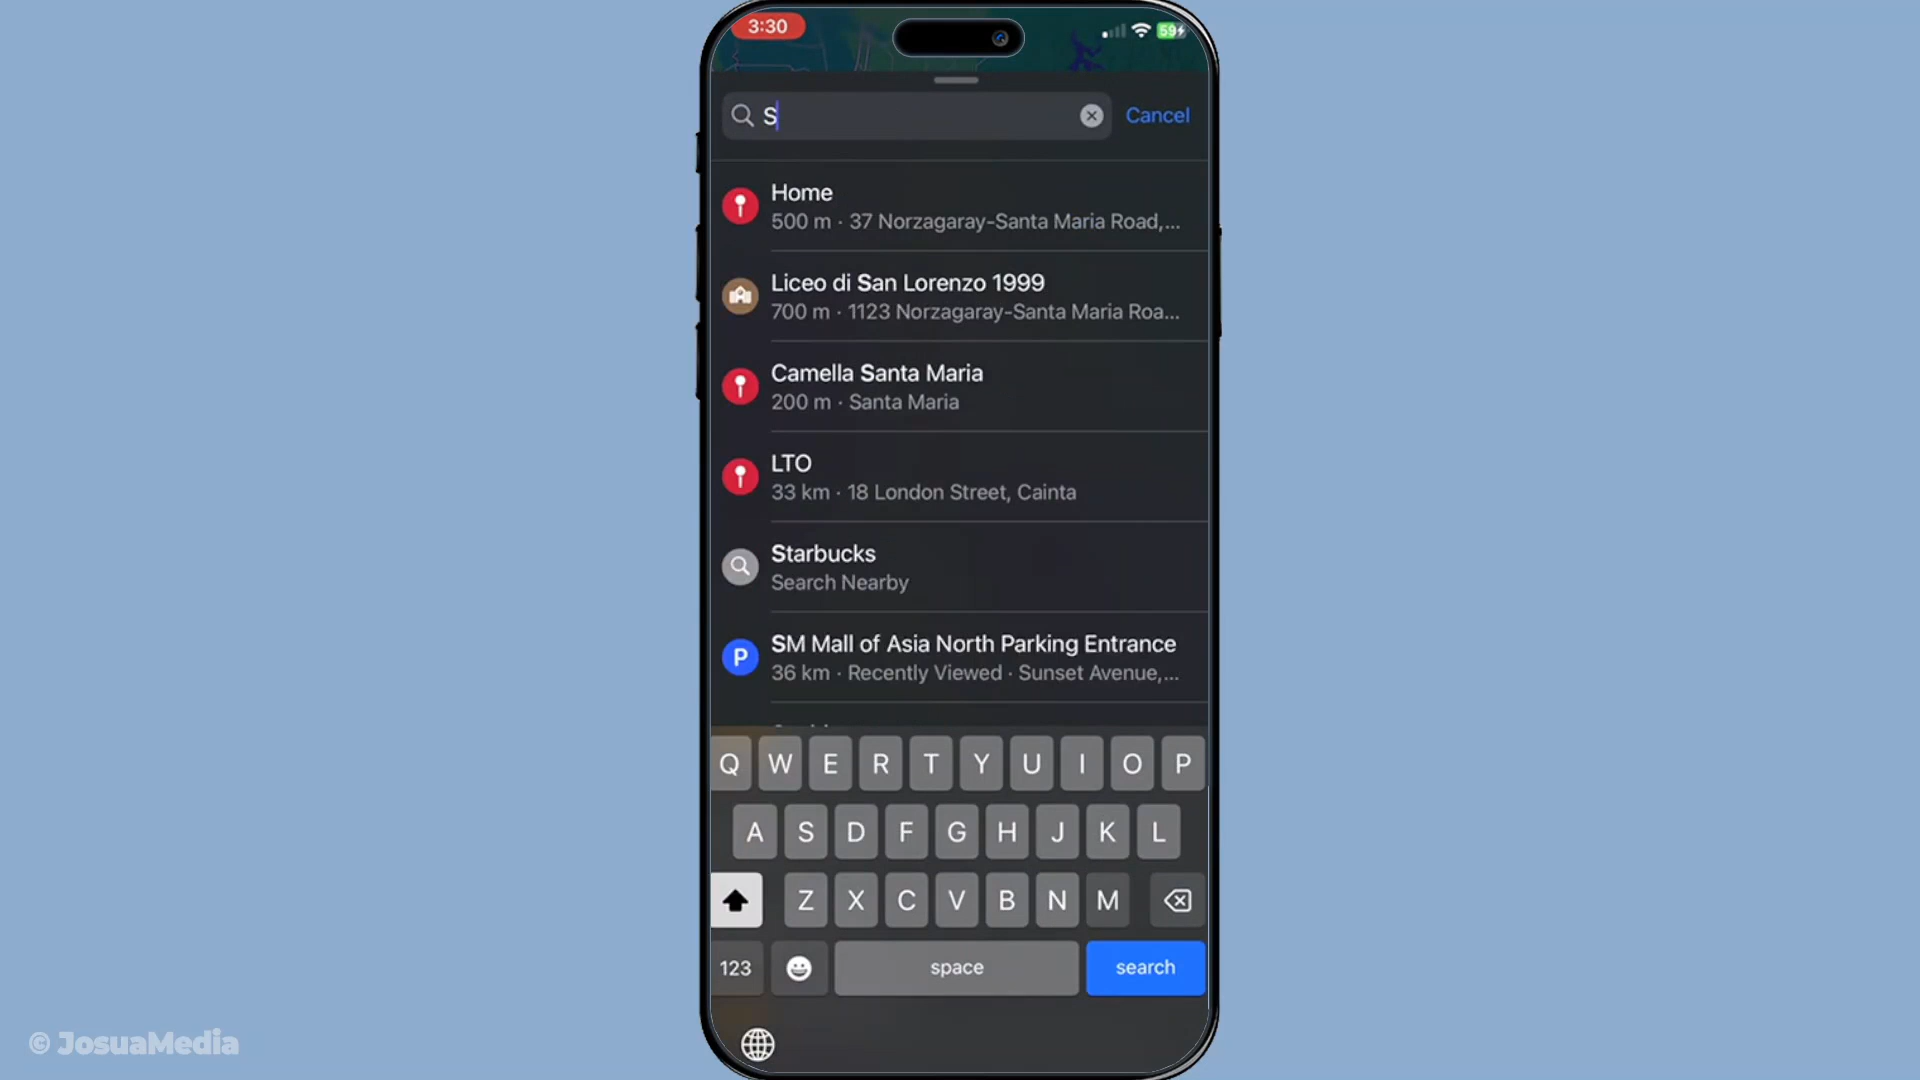 3:30
59
S
Cancel
Home
500 m · 37 Norzagaray-Santa Maria Road,...
Liceo di San Lorenzo 1999
700 m · 1123 Norzagaray-Santa Maria Roa...
Camella Santa Maria
200 m · Santa Maria
LTO
33 km · 18 London Street, Cainta
Starbucks
Search Nearby
P
SM Mall of Asia North Parking Entrance
36 km · Recently Viewed · Sunset Avenue,...
Q W E R T Y U I O P
A S D F G H J K L
Z X C V B N M
123 space search
© JosuaMedia